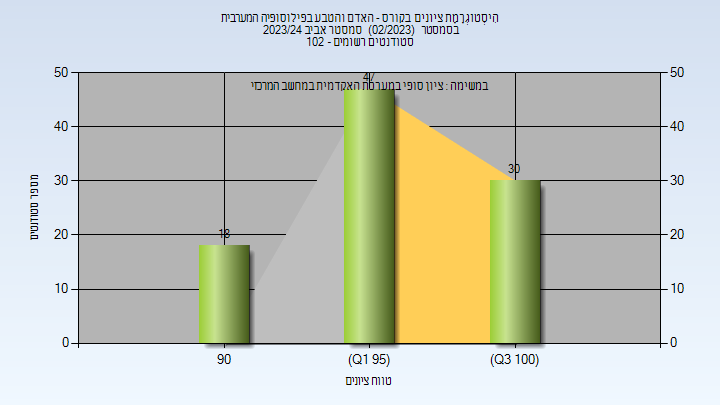 היסטוגרמת ציונים בקורס - האדם והטבע בפילוסופיה המערבית
בסמסטר (02/2023) סמסטר אביב 2023/24
סטודנטים רשומים - 102
במשימה : ציון סופי במערכת האקדמית במחשב המרכזי
מספר סטודנטים
50
40
30
20
10
0
50
40
30
20
10
0
18
47
30
90
(Q1 95)
(Q3 100)
טווח ציונים